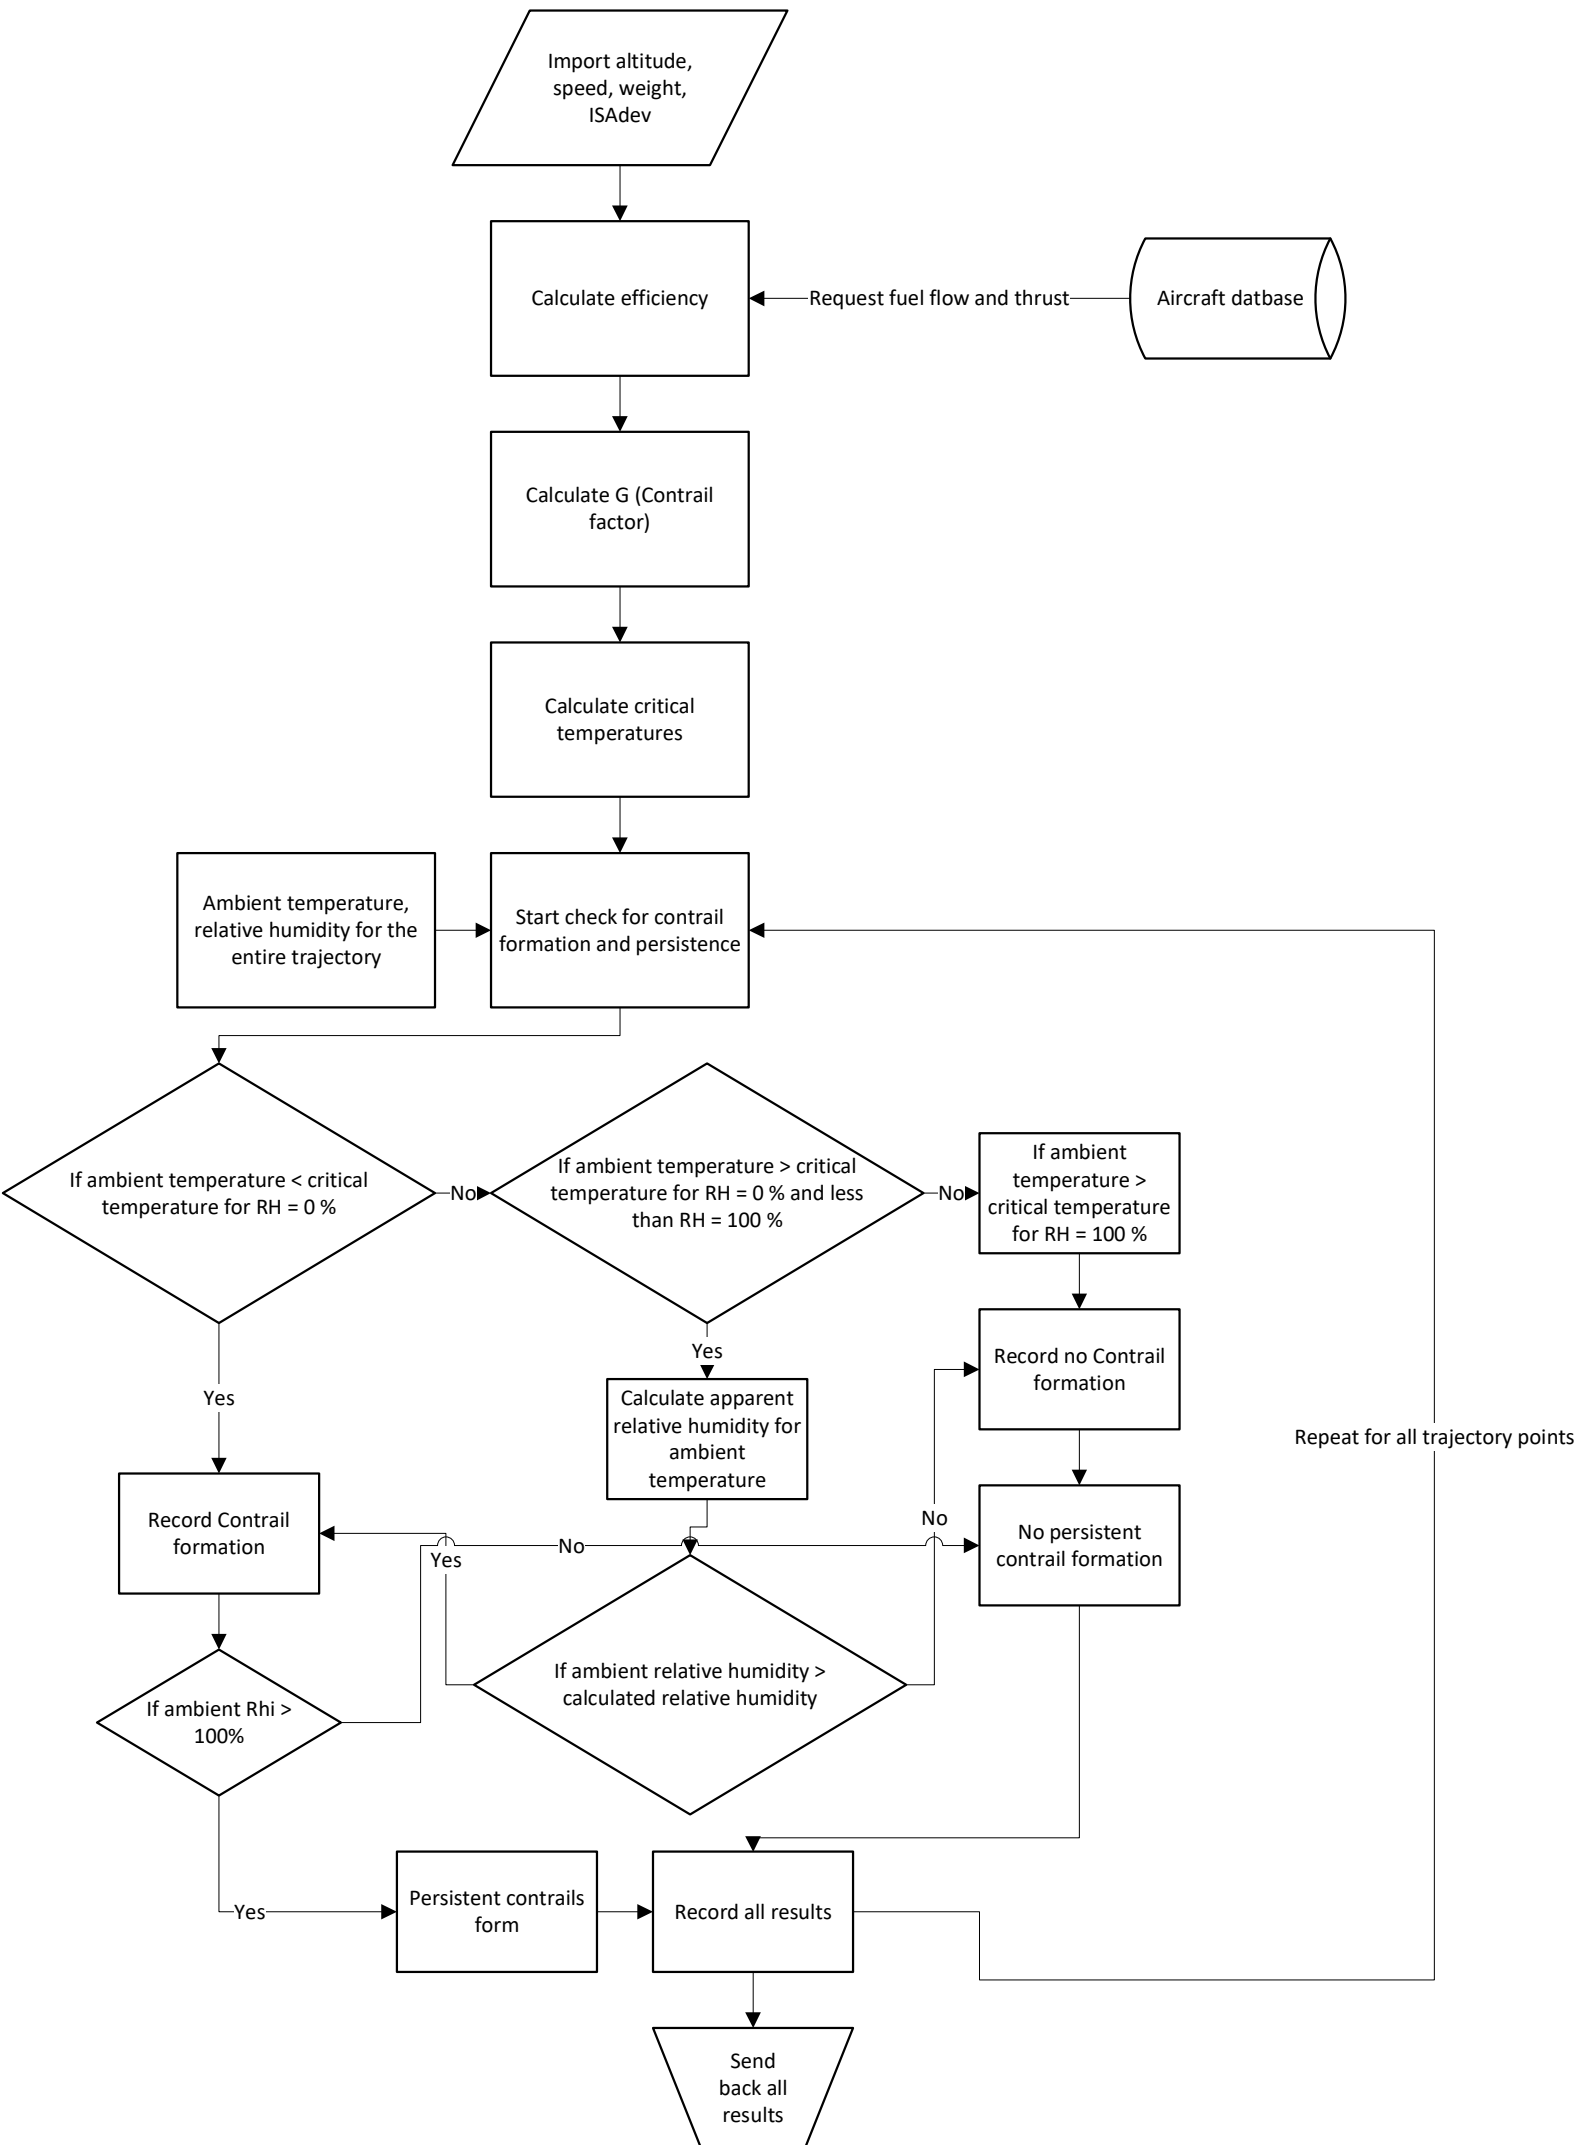 Import altitude,
speed, weight,
ISAdev
Calculate efficiency
Request fuel flow and thrust
Aircraft datbase
Calculate G (Contrail
factor)
Calculate critical
temperatures
Ambient temperature,
relative humidity for the
entire trajectory
Start check for contrail
formation and persistence
If ambient temperature < critical
temperature for RH = 0 %
No
If ambient temperature > critical
temperature for RH = 0 % and less
than RH = 100 %
No
If ambient
temperature >
critical temperature
for RH = 100 %
Yes
Yes
Calculate apparent
relative humidity for
ambient
temperature
Record no Contrail
formation
Repeat for all trajectory points
Record Contrail
formation
Yes
No
No
No persistent
contrail formation
If ambient Rhi >
100%
If ambient relative humidity >
calculated relative humidity
Yes
Persistent contrails
form
Record all results
Send
back all
results